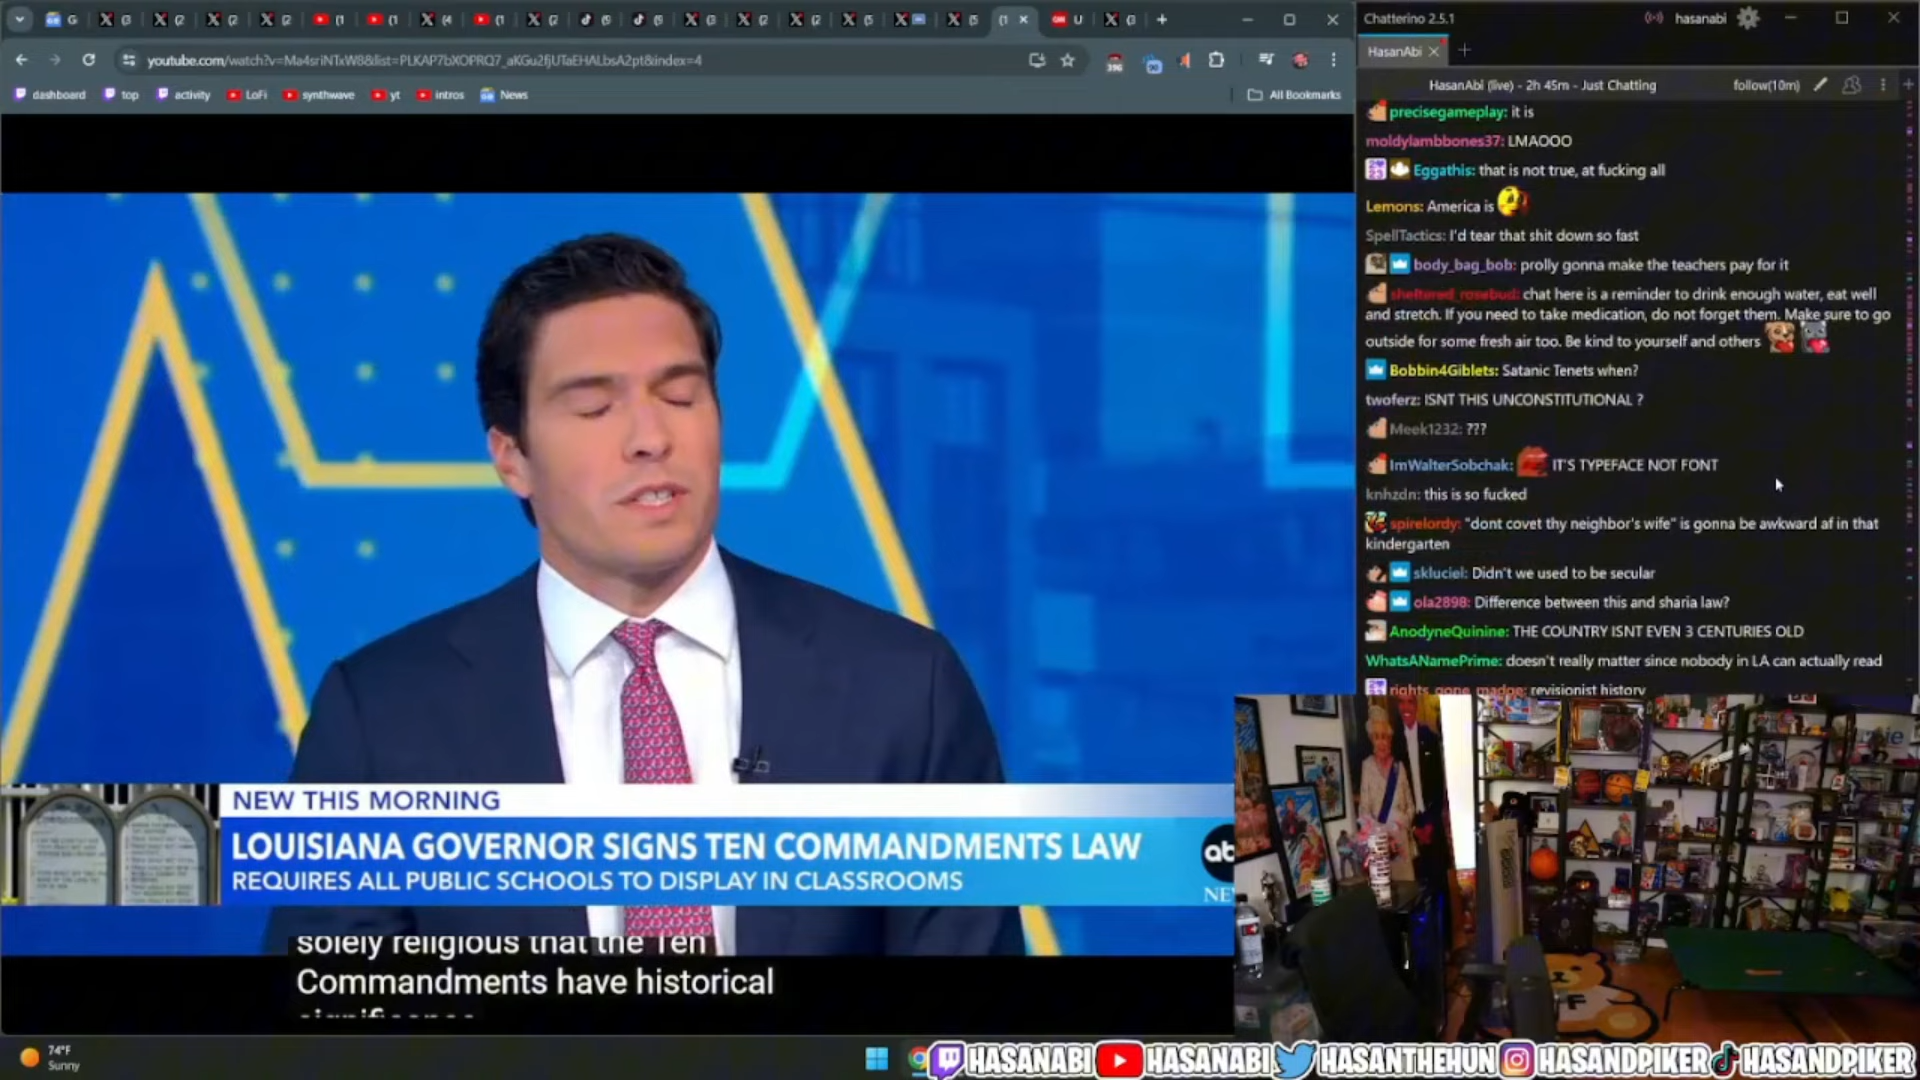 youtube.com/watch?v=Ma4sriNTxW8&list=PLKAP7bXOPRQ7_aKGu2fjUTaEHALbsA2pt&index=4
dashboard
top
activity
LoFi
synthwave
yt
intros
News
All Bookmarks
Chatterino 2.5.1
hasanabi
HasanAbi
HasanAbi (live) - 2h 45m - Just Chatting
follow(10m)
precisegameplay: it is
moldylambbones37: LMAOOO
Eggathis: that is not true, at fucking all
Lemons: America is
SpellTactics: I'd tear that shit down so fast
body_bag_bob: prolly gonna make the teachers pay for it
sheltered_rosebud: chat here is a reminder to drink enough water, eat well
and stretch. If you need to take medication, do not forget them. Make sure to go
outside for some fresh air too. Be kind to yourself and others
Bobbin4Giblets: Satanic Tenets when?
twoferz: ISNT THIS UNCONSTITUTIONAL ?
Meek1232: ???
ImWalterSobchak: IT'S TYPEFACE NOT FONT
knhzdn: this is so fucked
spirelordy: "dont covet thy neighbor's wife" is gonna be awkward af in that
kindergarten
skluciel: Didn't we used to be secular
ola2898: Difference between this and sharia law?
AnodyneQuinine: THE COUNTRY ISNT EVEN 3 CENTURIES OLD
WhatsANamePrime: doesn't really matter since nobody in LA can actually read
rights_gone_madge: revisionist history
NEW THIS MORNING
LOUISIANA GOVERNOR SIGNS TEN COMMANDMENTS LAW
REQUIRES ALL PUBLIC SCHOOLS TO DISPLAY IN CLASSROOMS
solely religious that the Ten
Commandments have historical
significance
74°F
Sunny
HASANABI HASANABI HASANTHEHUN HASANDPIKER HASANDPIKER